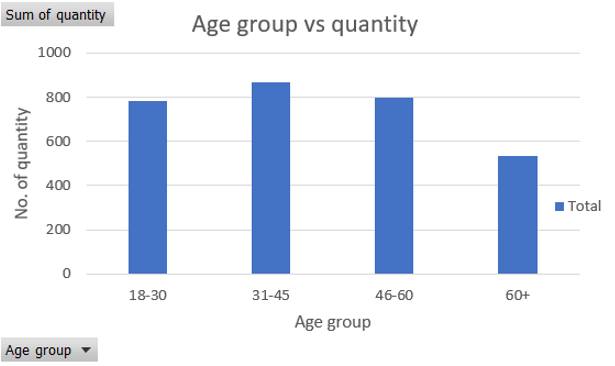 Sum of quantity
Age group vs quantity
1000
800
600
400
200
0
No. of quantity
18-30 31-45 46-60 60+
Age group
Total
Age group